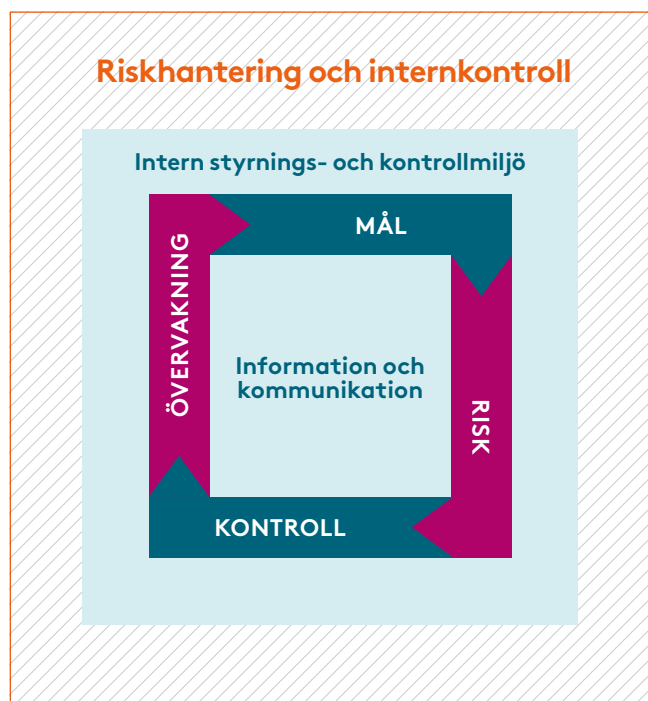 Riskhantering och internkontroll
Intern styrnings- och kontrollmiljö
MÅL
ÖVERVAKNING
Information och
kommunikation
RISK
KONTROLL